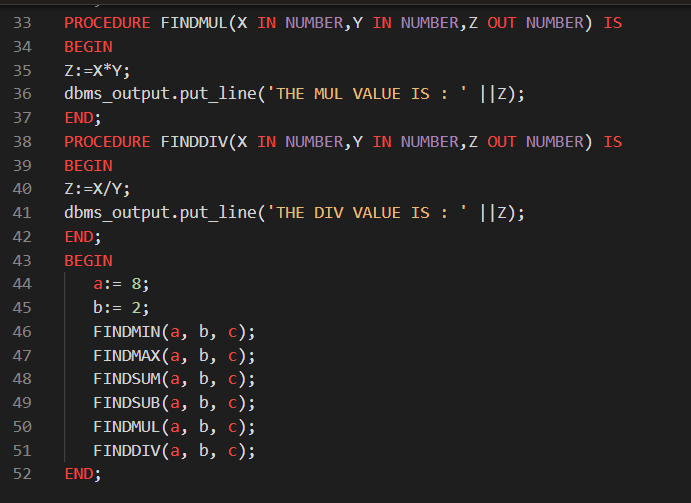 33 PROCEDURE FINDMUL(X IN NUMBER,Y IN NUMBER,Z OUT NUMBER) IS
34 BEGIN
35 Z:=X*Y;
36 dbms_output.put_line('THE MUL VALUE IS : ' ||Z);
37 END;
38 PROCEDURE FINDDIV(X IN NUMBER,Y IN NUMBER,Z OUT NUMBER) IS
39 BEGIN
40 Z:=X/Y;
41 dbms_output.put_line('THE DIV VALUE IS : ' ||Z);
42 END;
43 BEGIN
44    a:= 8;
45    b:= 2;
46    FINDMIN(a, b, c);
47    FINDMAX(a, b, c);
48    FINDSUM(a, b, c);
49    FINDSUB(a, b, c);
50    FINDMUL(a, b, c);
51    FINDDIV(a, b, c);
52 END;